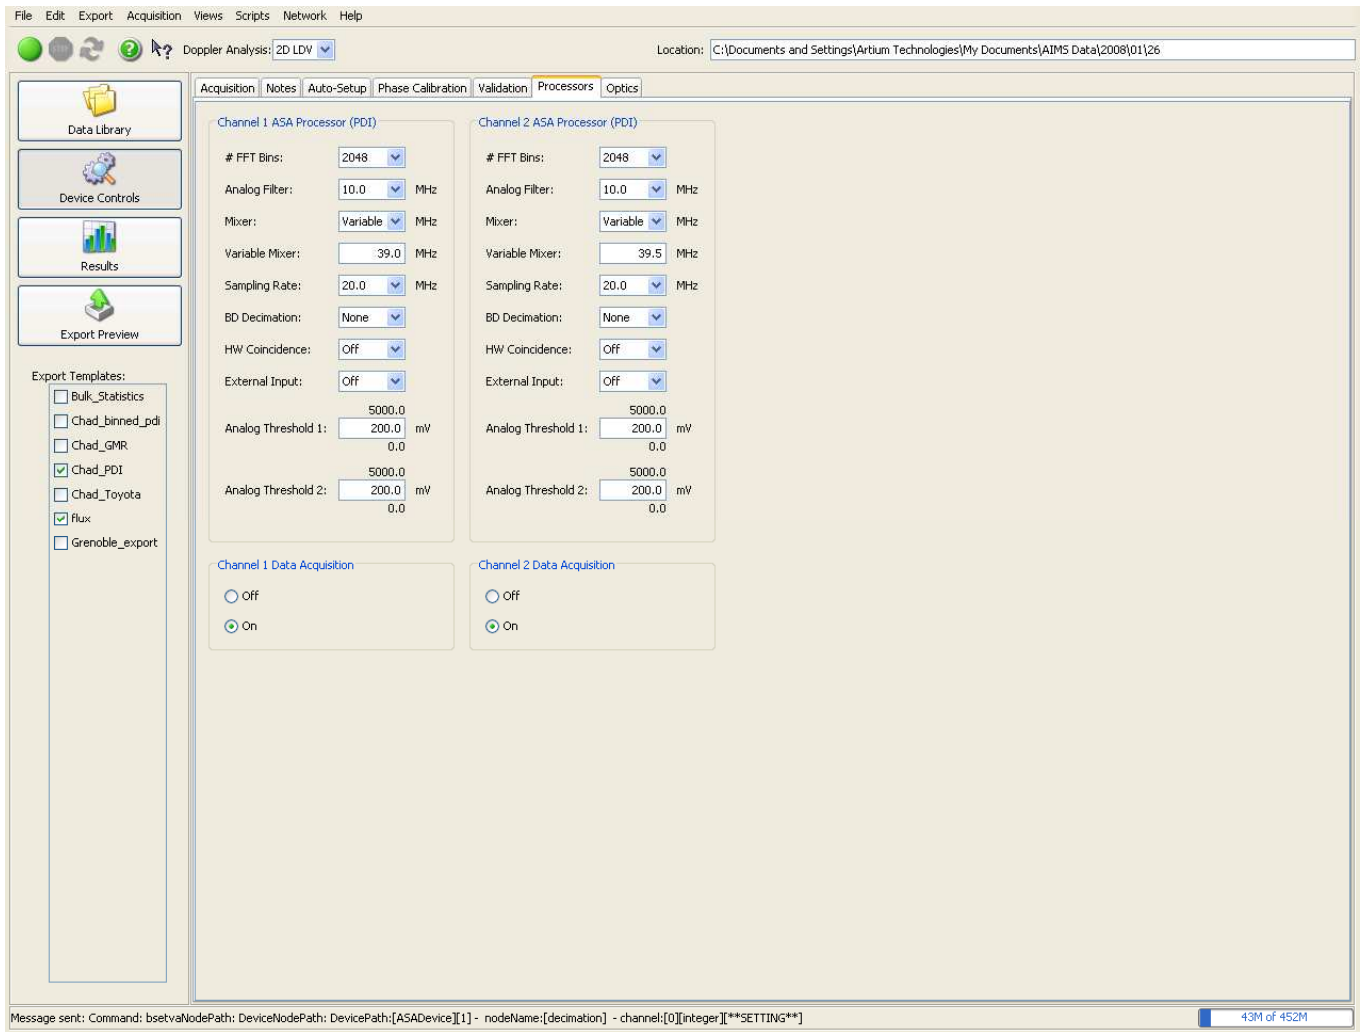 File Edit Export Acquisition Views Scripts Network Help
Doppler Analysis: 2D LDV Location: C:\Documents and Settings\Artium Technologies\My Documents\AIMS Data\2008\01\26
Data Library
Device Controls
Results
Export Preview
Export Templates:
Bulk_Statistics
Chad_binned_pdi
Chad_GMR
Chad_PDI
Chad_Toyota
flux
Grenoble_export
Acquisition Notes Auto-Setup Phase Calibration Validation Processors Optics
Channel 1 ASA Processor (PDI)
# FFT Bins: 2048
Analog Filter: 10.0 MHz
Mixer: Variable MHz
Variable Mixer: 39.0 MHz
Sampling Rate: 20.0 MHz
BD Decimation: None
HW Coincidence: Off
External Input: Off
5000.0
Analog Threshold 1: 200.0 mV
0.0
5000.0
Analog Threshold 2: 200.0 mV
0.0
Channel 2 ASA Processor (PDI)
# FFT Bins: 2048
Analog Filter: 10.0 MHz
Mixer: Variable MHz
Variable Mixer: 39.5 MHz
Sampling Rate: 20.0 MHz
BD Decimation: None
HW Coincidence: Off
External Input: Off
5000.0
Analog Threshold 1: 200.0 mV
0.0
5000.0
Analog Threshold 2: 200.0 mV
0.0
Channel 1 Data Acquisition
Off
On
Channel 2 Data Acquisition
Off
On
Message sent: Command: bsetvaNodePath: DeviceNodePath: DevicePath:[ASADevice][1] - nodeName:[decimation] - channel:[0][integer][**SETTING**]
43M of 452M